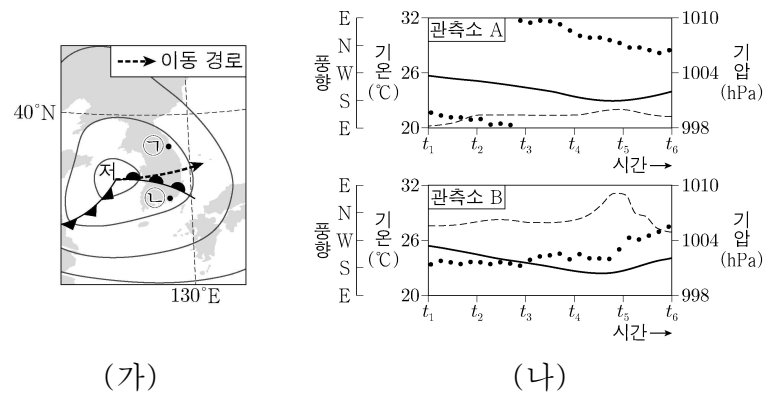 이동 경로
40°N
저
㉠
㉡
130°E
(가)
관측소 A
풍향
E
N
W
S
E
기온
(℃)
32
26
20
기압
(hPa)
1010
1004
998
t1 t2 t3 t4 t5 t6
시간
관측소 B
풍향
E
N
W
S
E
기온
(℃)
32
26
20
기압
(hPa)
1010
1004
998
t1 t2 t3 t4 t5 t6
시간
(나)